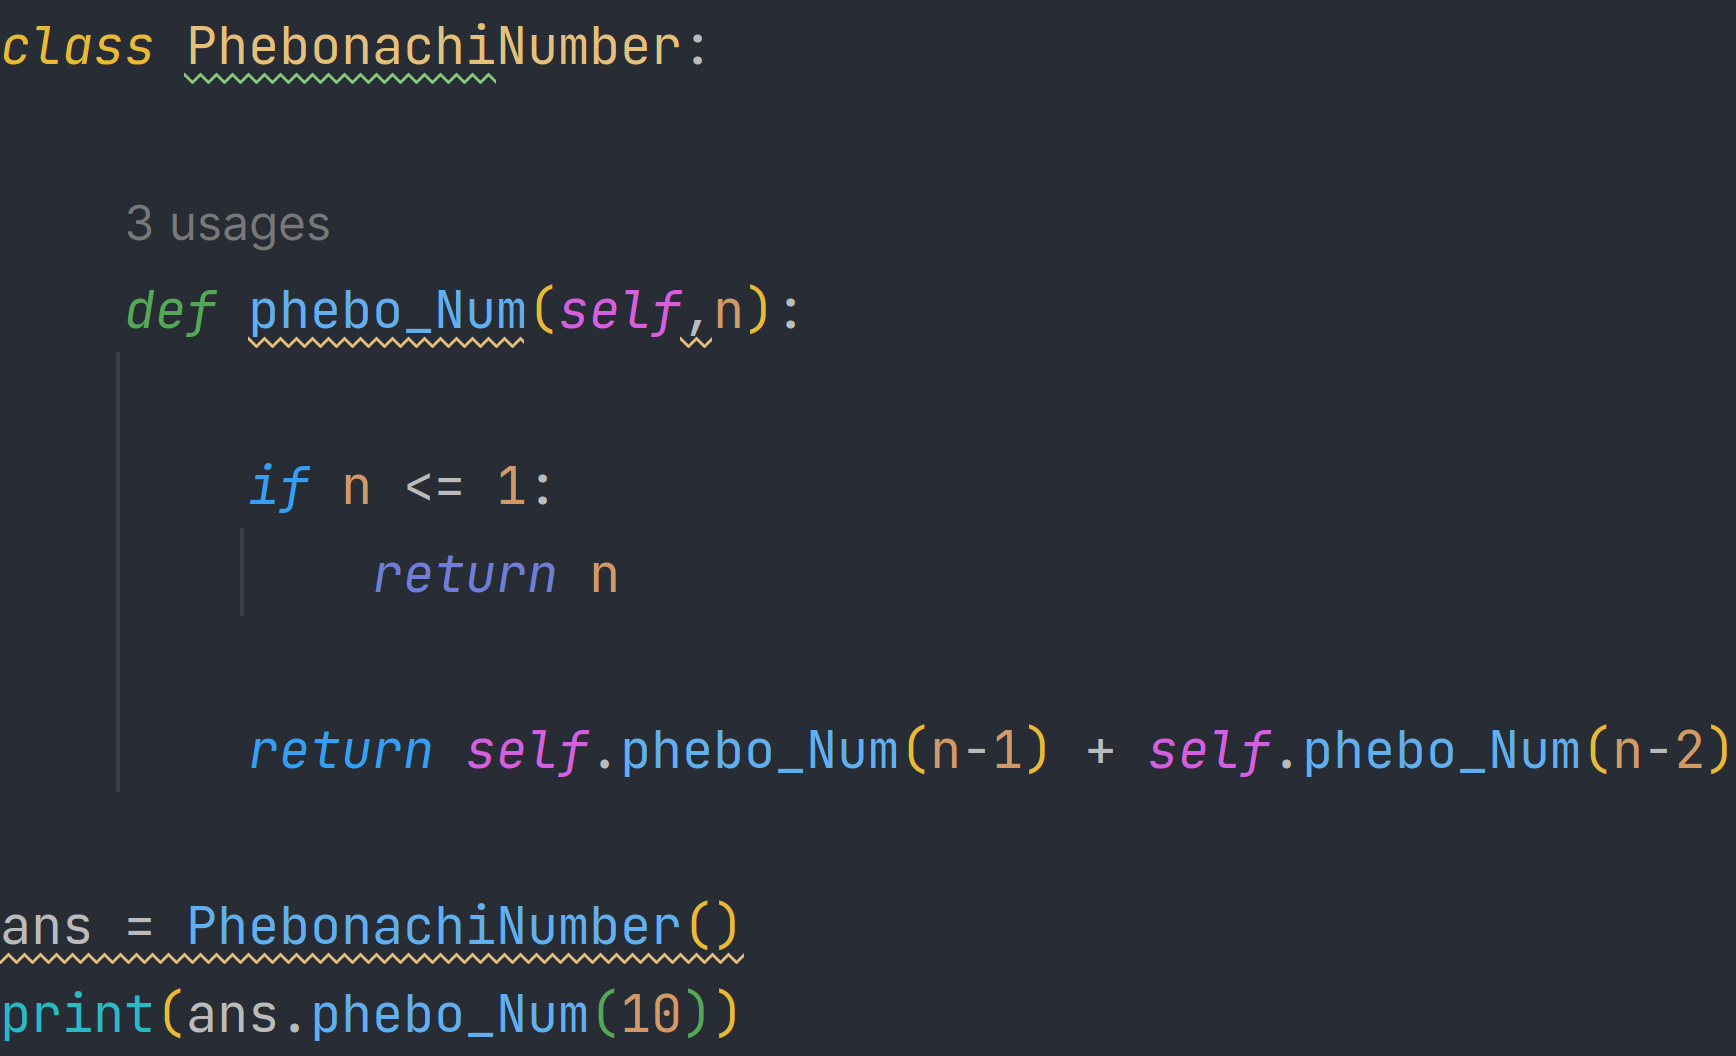 class PhebonachiNumber:
3 usages
def phebo_Num(self,n):
if n <= 1:
return n
return self.phebo_Num(n-1) + self.phebo_Num(n-2)
ans = PhebonachiNumber()
print(ans.phebo_Num(10))